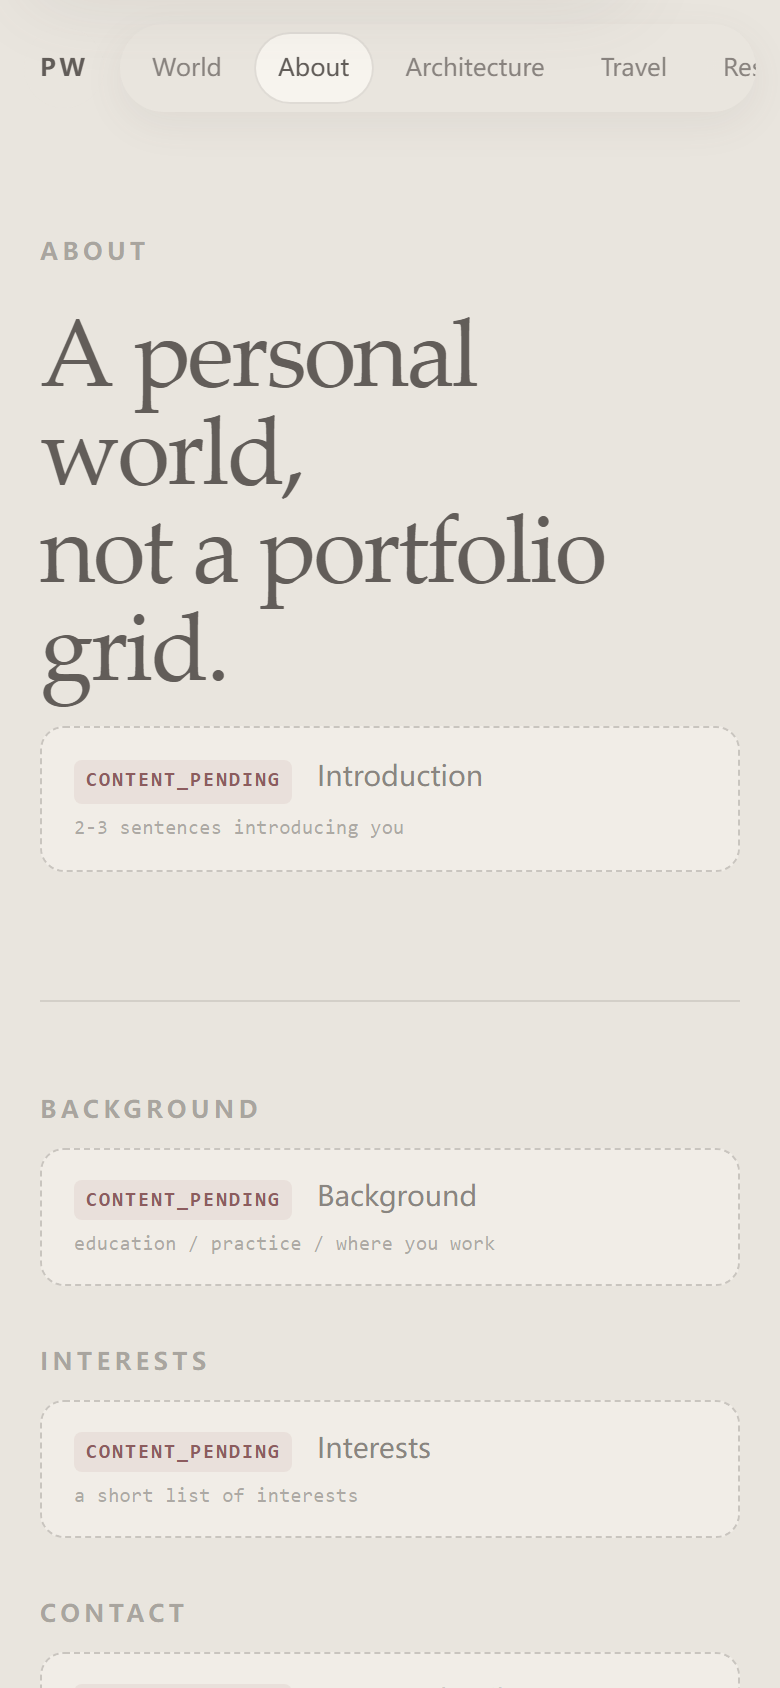 PW World About Architecture Travel
ABOUT
A personal
world,
not a portfolio
grid.
CONTENT_PENDING Introduction
2-3 sentences introducing you
BACKGROUND
CONTENT_PENDING Background
education / practice / where you work
INTERESTS
CONTENT_PENDING Interests
a short list of interests
CONTACT